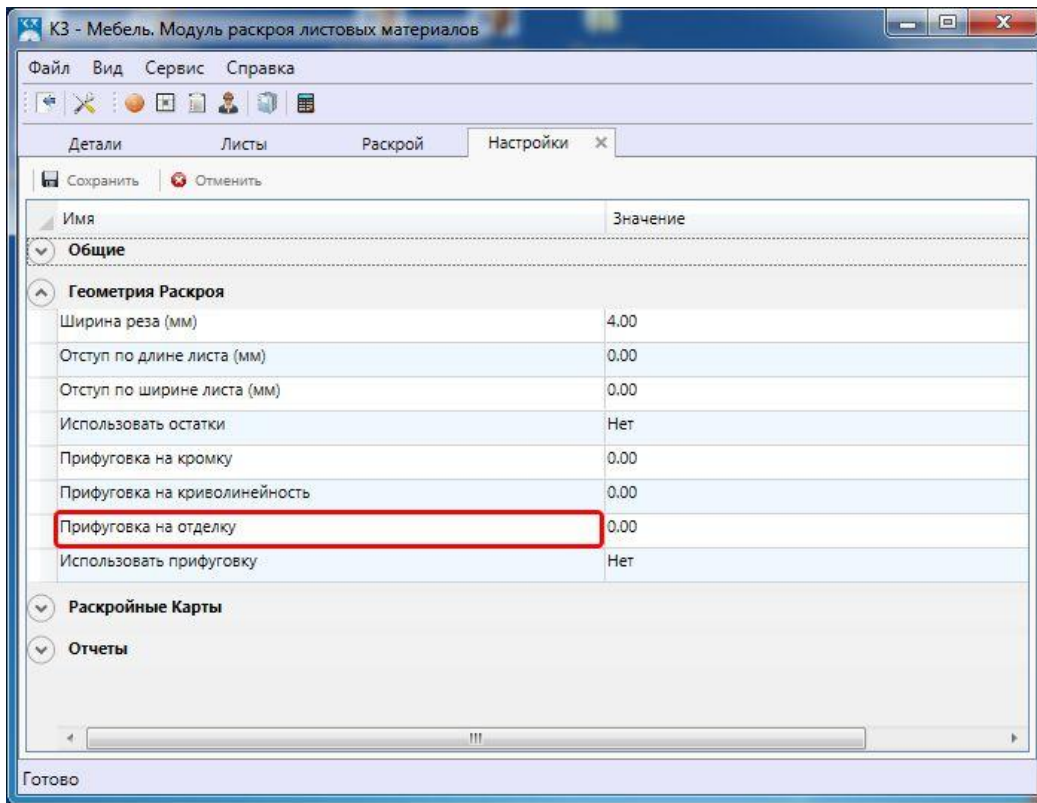 КЗ - Мебель. Модуль раскроя листовых материалов
Файл Вид Сервис Справка
Детали Листы Раскрой Настройки
Сохранить Отменить
Имя Значение
Общие
Геометрия Раскроя
Ширина реза (мм) 4.00
Отступ по длине листа (мм) 0.00
Отступ по ширине листа (мм) 0.00
Использовать остатки Нет
Прифуговка на кромку 0.00
Прифуговка на криволинейность 0.00
Прифуговка на отделку 0.00
Использовать прифуговку Нет
Раскройные Карты
Отчеты
Готово